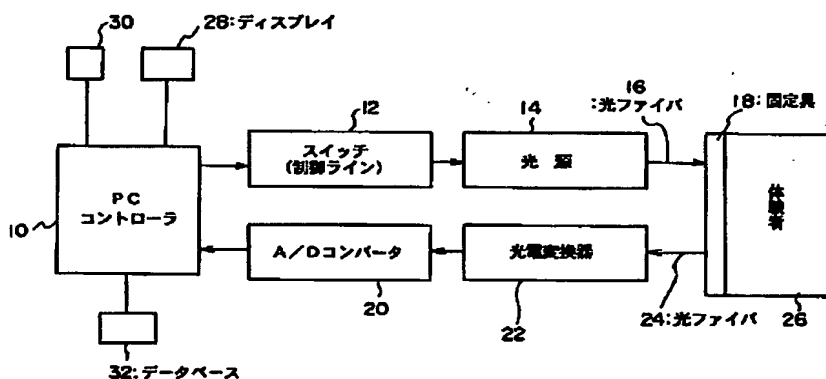 30
28:ディスプレイ
12
スイッチ
(制御ライン)
14
光 源
16
:光ファイバ
18:固定具
PC
コントローラ
10
A/Dコンバータ
20
光電変換器
22
24:光ファイバ
体験者
26
32:データベース